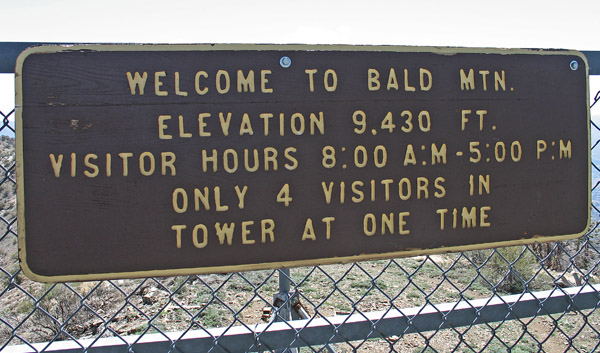 WELCOME TO BALD MTN.
ELEVATION 9,430 FT.
VISITOR HOURS 8:00 A:M-5:00 P:M
ONLY 4 VISITORS IN
TOWER AT ONE TIME